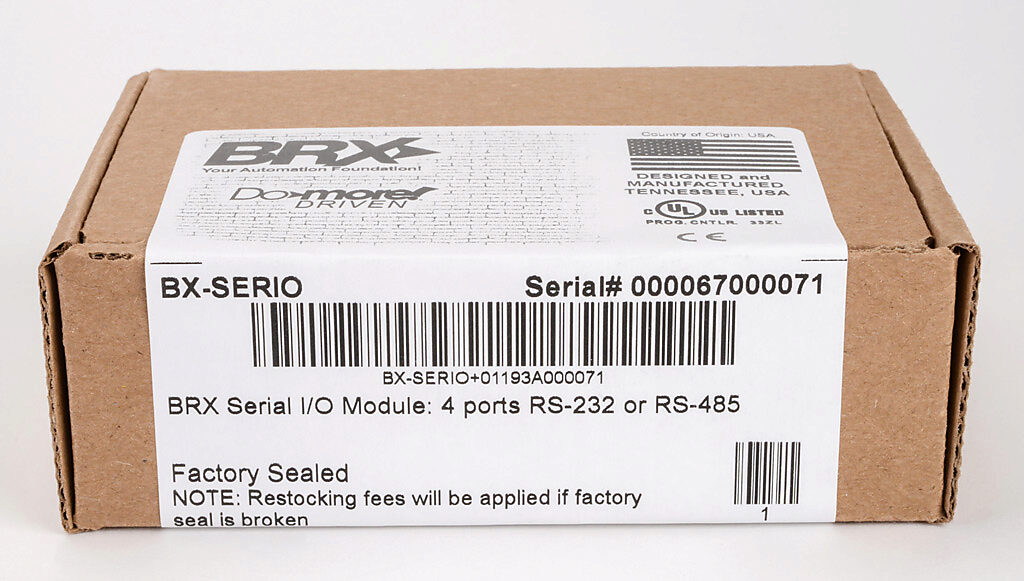 BRX
Your Automation Foundation!
Do-more!
DRIVEN
Country of Origin: USA
DESIGNED and
MANUFACTURED
TENNESSEE, USA
C UL US LISTED
PROG. CNTLR. 33ZL
CE
BX-SERIO
Serial# 000067000071
BX-SERIO+01193A000071
BRX Serial I/O Module: 4 ports RS-232 or RS-485
Factory Sealed
NOTE: Restocking fees will be applied if factory
seal is broken
1